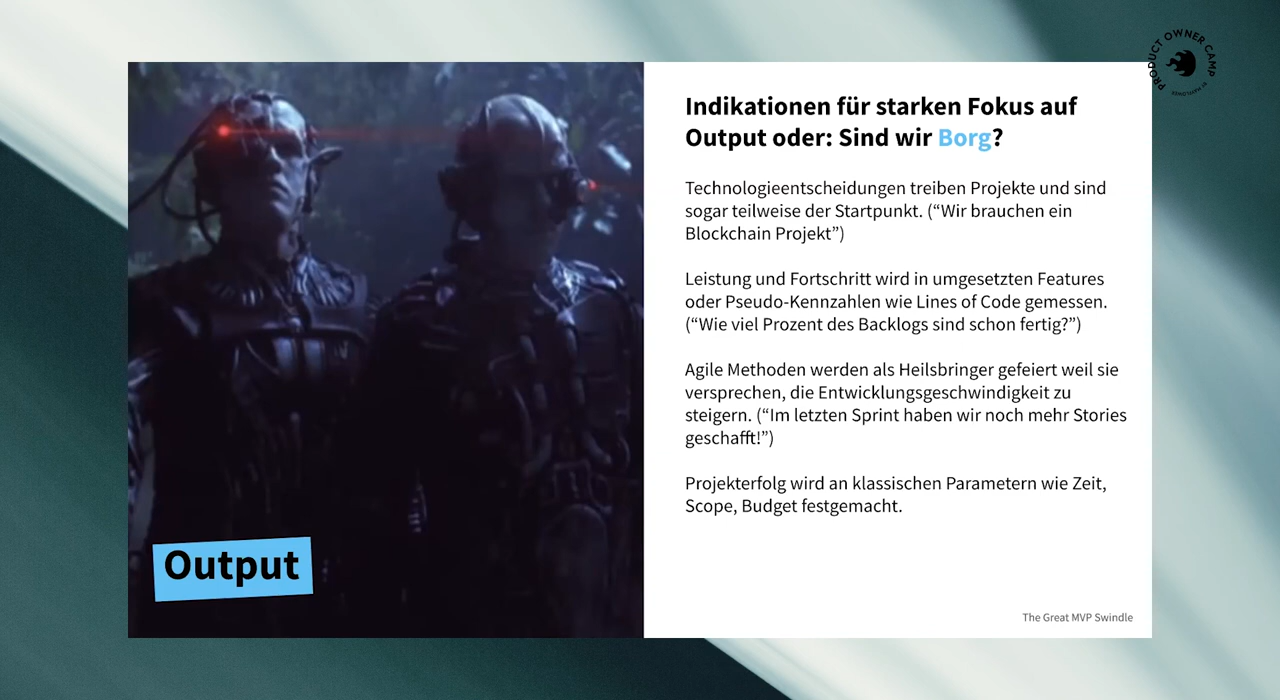 PRODUCT OWNER CAMP
Indikationen für starken Fokus auf
Output oder: Sind wir Borg?
Technologieentscheidungen treiben Projekte und sind
sogar teilweise der Startpunkt. (“Wir brauchen ein
Blockchain Projekt”)
Leistung und Fortschritt wird in umgesetzten Features
oder Pseudo-Kennzahlen wie Lines of Code gemessen.
(“Wie viel Prozent des Backlogs sind schon fertig?”)
Agile Methoden werden als Heilsbringer gefeiert weil sie
versprechen, die Entwicklungsgeschwindigkeit zu
steigern. (“Im letzten Sprint haben wir noch mehr Stories
geschafft!”)
Projekterfolg wird an klassischen Parametern wie Zeit,
Scope, Budget festgemacht.
Output
The Great MVP Swindle